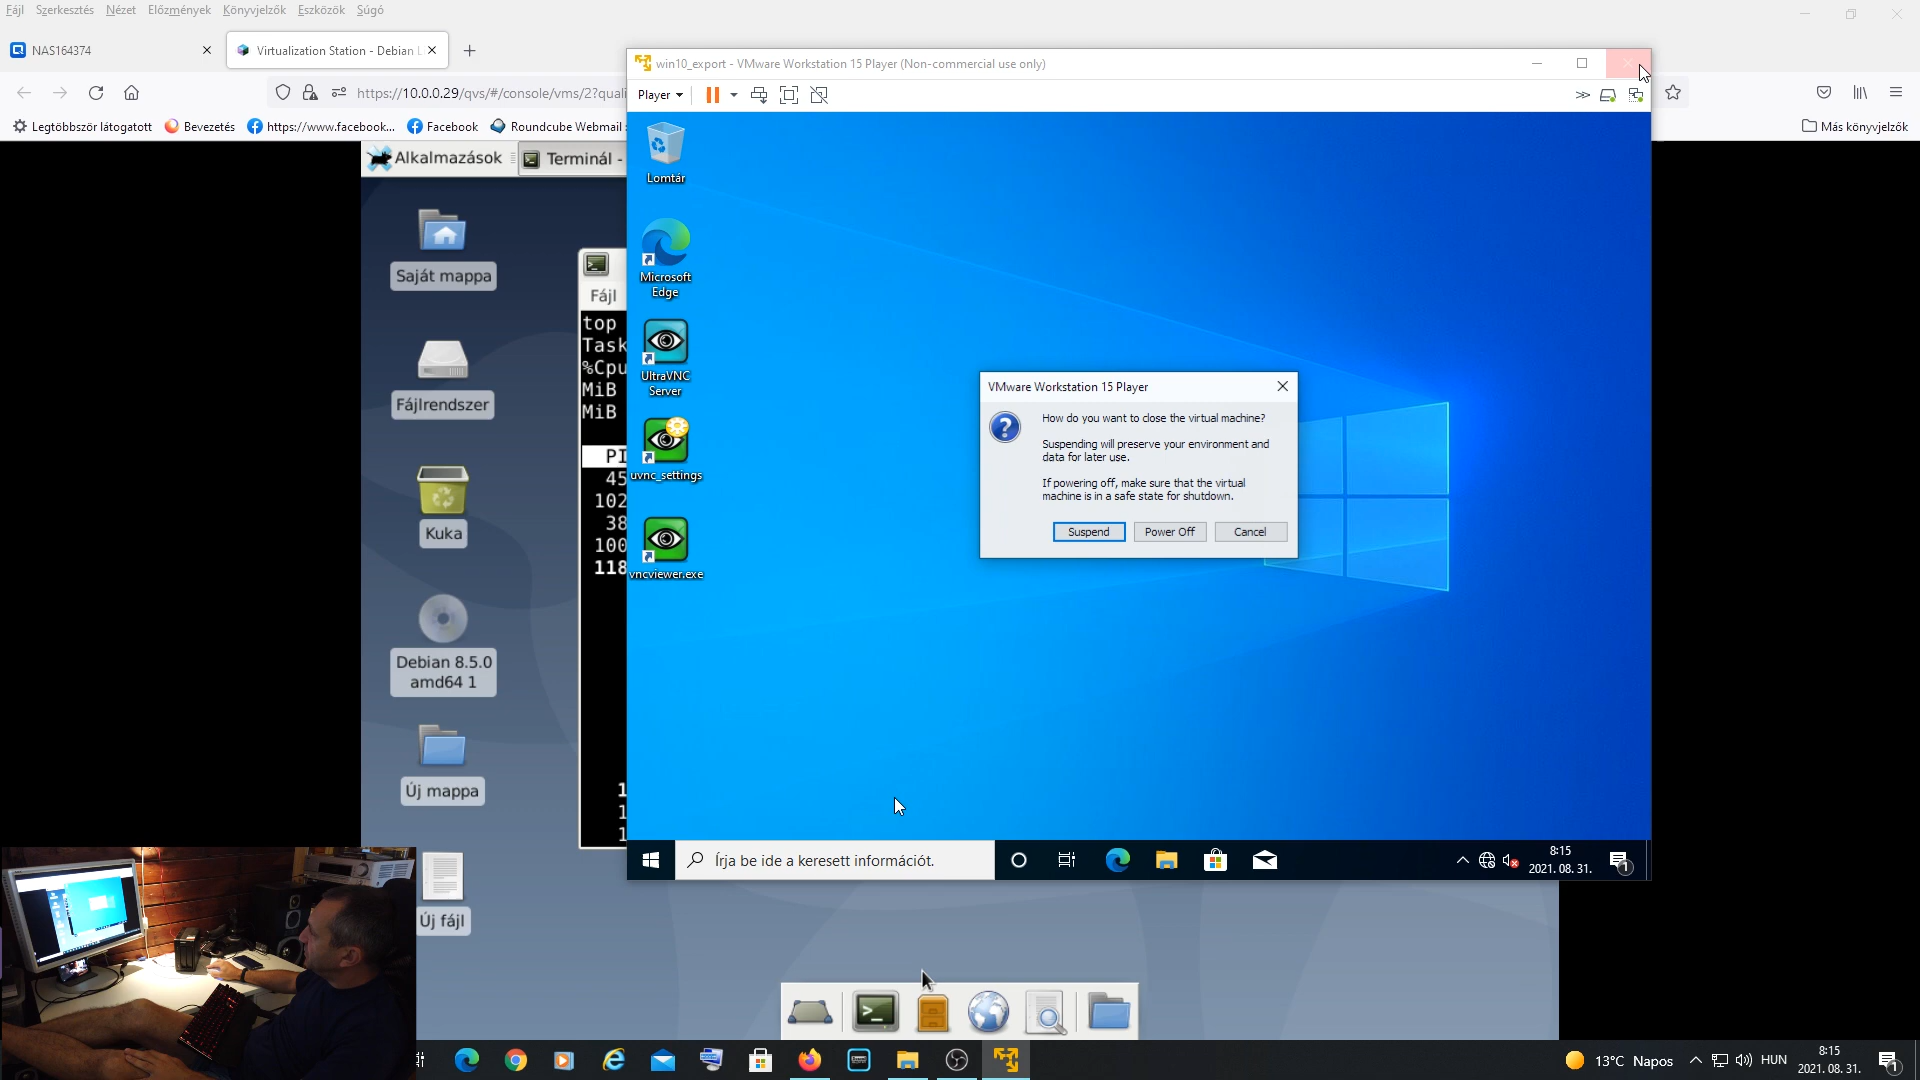 Fájl Szerkesztés Nézet Előzmények Könyvjelzők Eszközök Súgó
NAS164374
Virtualization Station - Debian L
https://10.0.0.29/qvs/#/console/vms/2?quali
Legtöbbször látogatott
Bevezetés
https://www.facebook...
Facebook
Roundcube Webmail
Más könyvjelzők
win10_export - VMware Workstation 15 Player (Non-commercial use only)
Player
Alkalmazások
Terminál -
Saját mappa
Fájlrendszer
Kuka
Debian 8.5.0
amd64 1
Új mappa
Új fájl
Fájl
top
Task
%Cpu
MiB
MiB
PI
45
102
38
100
118
1
1
1
Lomtár
Microsoft
Edge
UltraVNC
Server
uvnc_settings
vncviewer.exe
VMware Workstation 15 Player
How do you want to close the virtual machine?
Suspending will preserve your environment and
data for later use.
If powering off, make sure that the virtual
machine is in a safe state for shutdown.
Suspend
Power Off
Cancel
Írja be ide a keresett információt.
8:15
2021. 08. 31.
1
13°C Napos
HUN
8:15
2021. 08. 31.
1